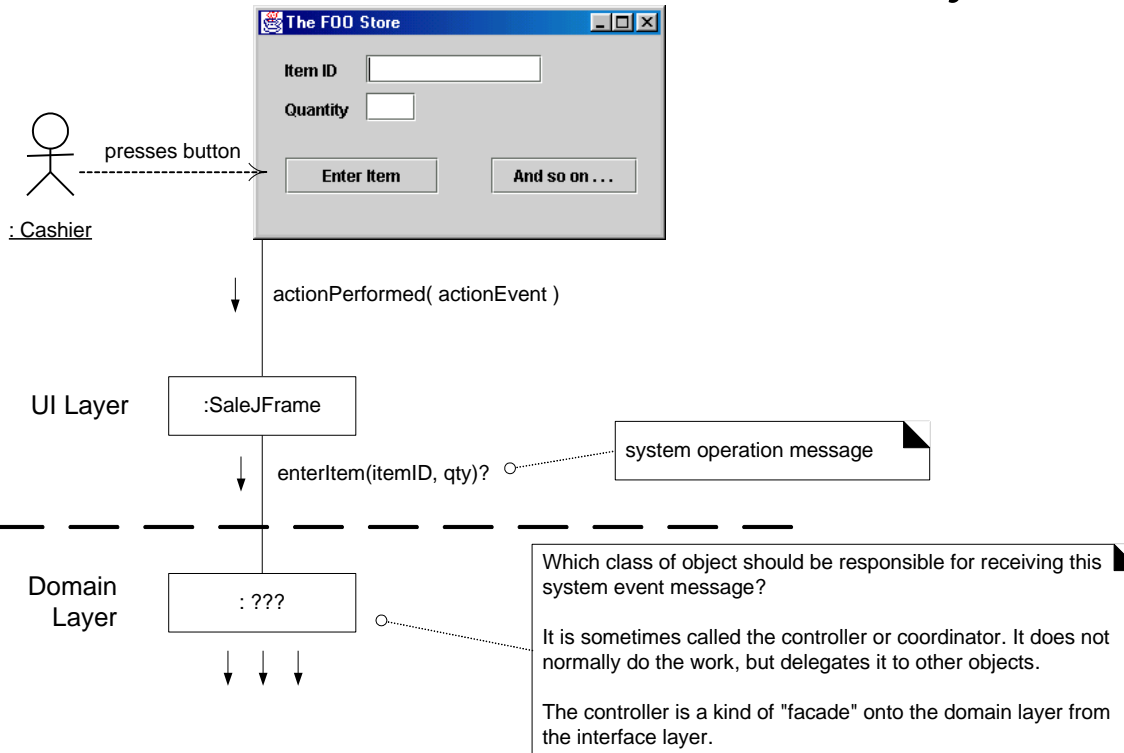 The FOO Store
Item ID
Quantity
presses button
Enter Item
And so on . . .
: Cashier
actionPerformed( actionEvent )
UI Layer
:SaleJFrame
system operation message
enterItem(itemID, qty)?
Which class of object should be responsible for receiving this
system event message?
It is sometimes called the controller or coordinator. It does not
normally do the work, but delegates it to other objects.
The controller is a kind of "facade" onto the domain layer from
the interface layer.
Domain
Layer
: ???